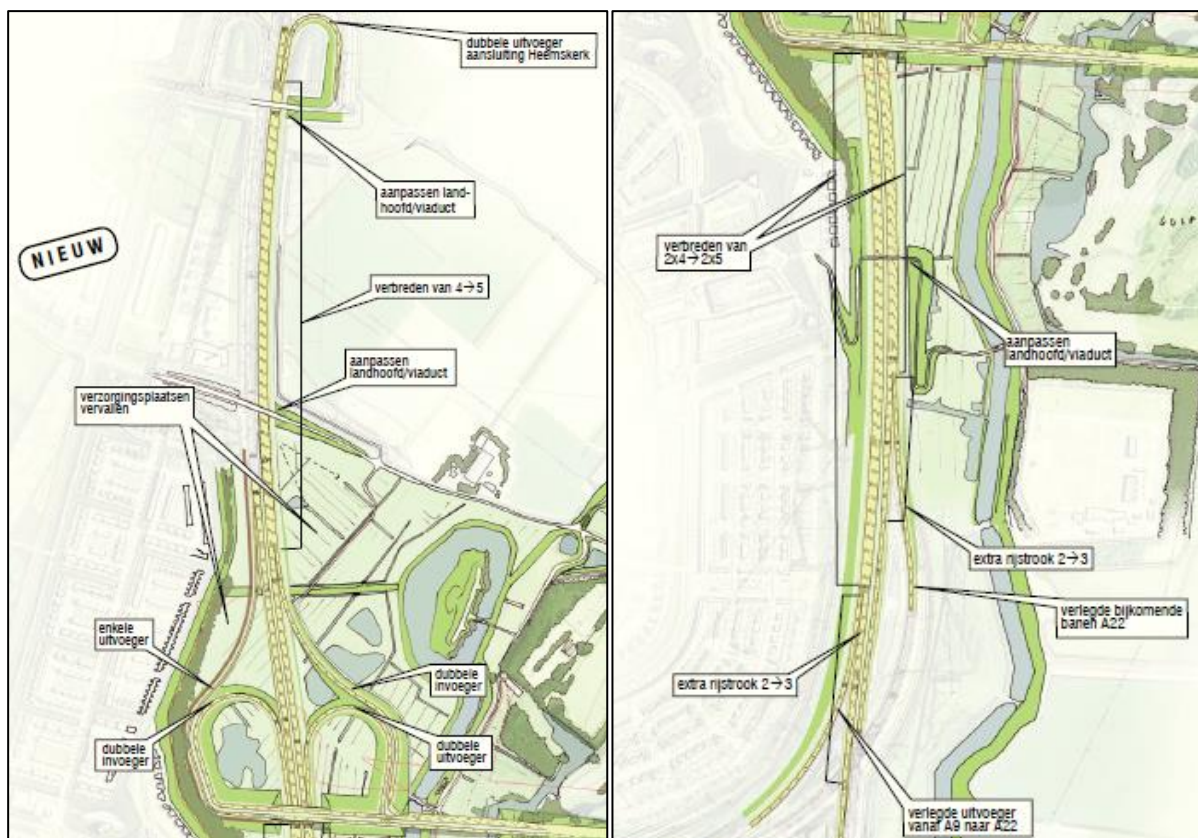 dubbele uitvoeger
aansluiting Heemskerk
aanpassen land-
hoofd/viaduct
NIEUW
verbreden van 4→5
aanpassen
landhoofd/viaduct
verzorgingsplaatsen
vervallen
enkele
uitvoeger
dubbele
invoeger
dubbele
invoeger
dubbele
uitvoeger
GOLF
verbreden van
2x4→2x5
aanpassen
landhoofd/viaduct
extra rijstrook 2→3
verlegde bijkomende
banen A22
extra rijstrook 2→3
verlegde uitvoeger
vanaf A9 naar A22